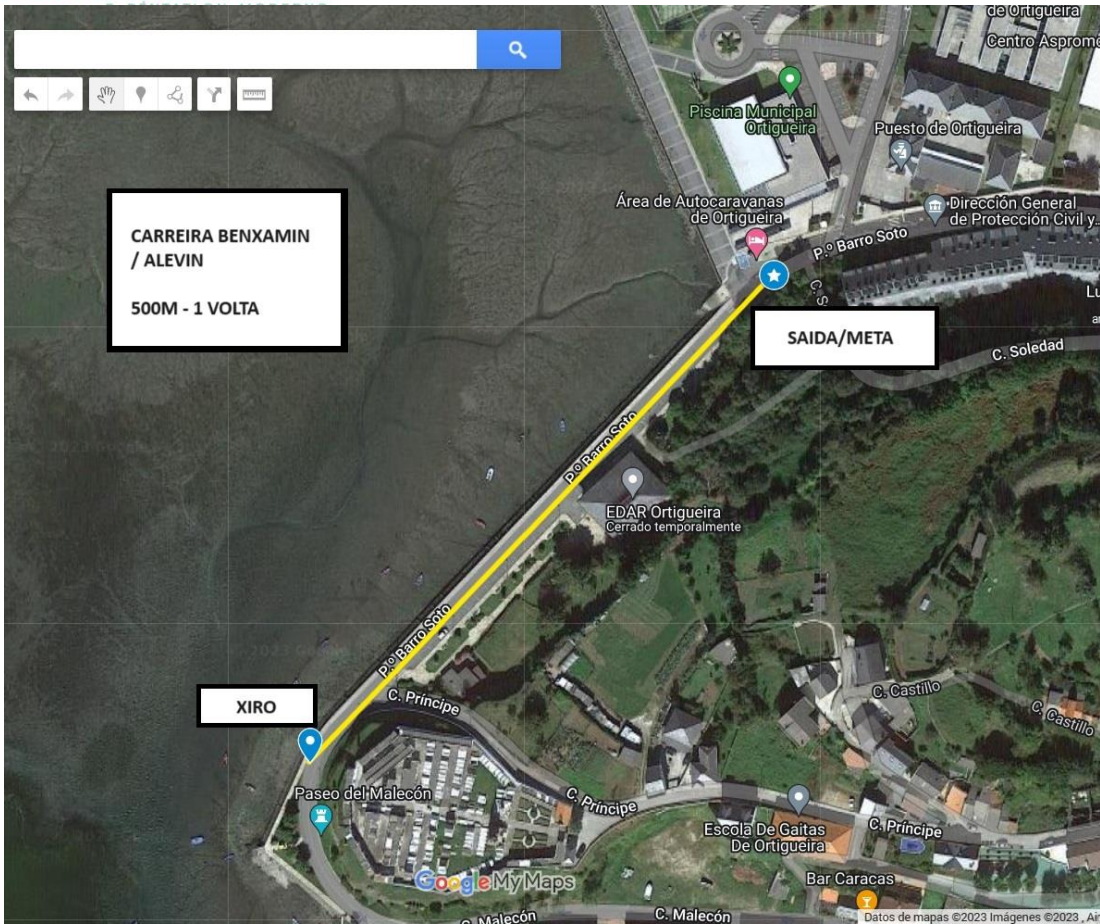 de Ortigueira
Centro Asprom
Piscina Municipal
Ortigueira
Puesto de Ortigueira
Área de Autocaravanas
de Ortigueira
Dirección General
de Protección Civil y...
P.º Barro Soto
CARREIRA BENXAMIN
/ ALEVIN
500M - 1 VOLTA
C. S
Lu
SAIDA/META
C. Soledad
P.º Barro Soto
EDAR Ortigueira
Cerrado temporalmente
P.º Barro Soto
C. Príncipe
C. Castillo
C. Castillo
XIRO
Paseo del Malecón
C. Príncipe
Escola De Gaitas
De Ortigueira
C. Príncipe
Bar Caracas
Google My Maps
C. Malecón
C. Malecón
Datos de mapas ©2023 Imágenes ©2023 , Ai